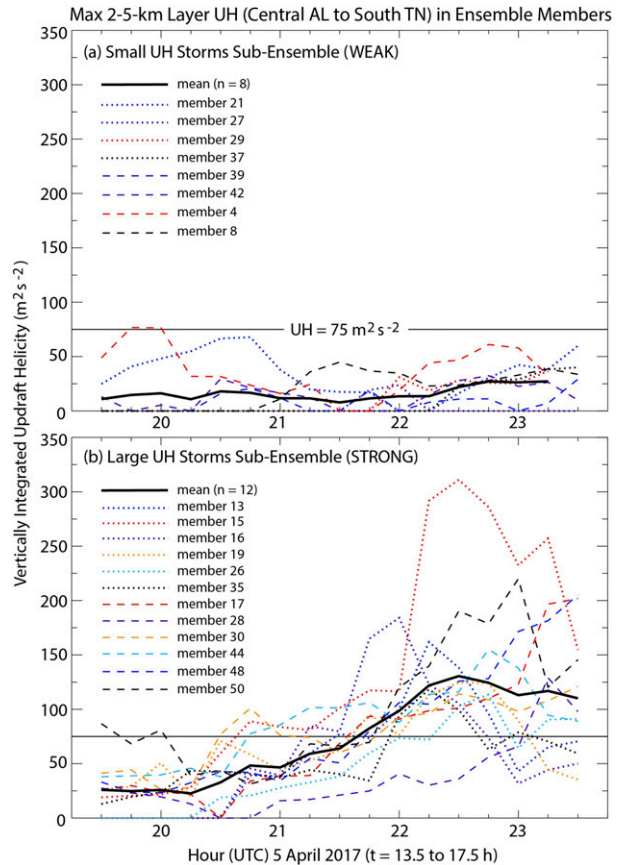 Max 2-5-km Layer UH (Central AL to South TN) in Ensemble Members
Vertically Integrated Updraft Helicity (m² s⁻²)
350
(a) Small UH Storms Sub-Ensemble (WEAK)
300
mean (n = 8)
member 21
member 27
250
member 29
member 37
200
member 39
member 42
member 4
member 8
150
100
UH = 75 m² s⁻²
50
0
20
21
22
23
350
(b) Large UH Storms Sub-Ensemble (STRONG)
300
mean (n = 12)
member 13
member 15
250
member 16
member 19
member 26
200
member 35
member 17
member 28
150
member 30
member 44
member 48
member 50
100
50
0
20
21
22
23
Hour (UTC) 5 April 2017 (t = 13.5 to 17.5 h)